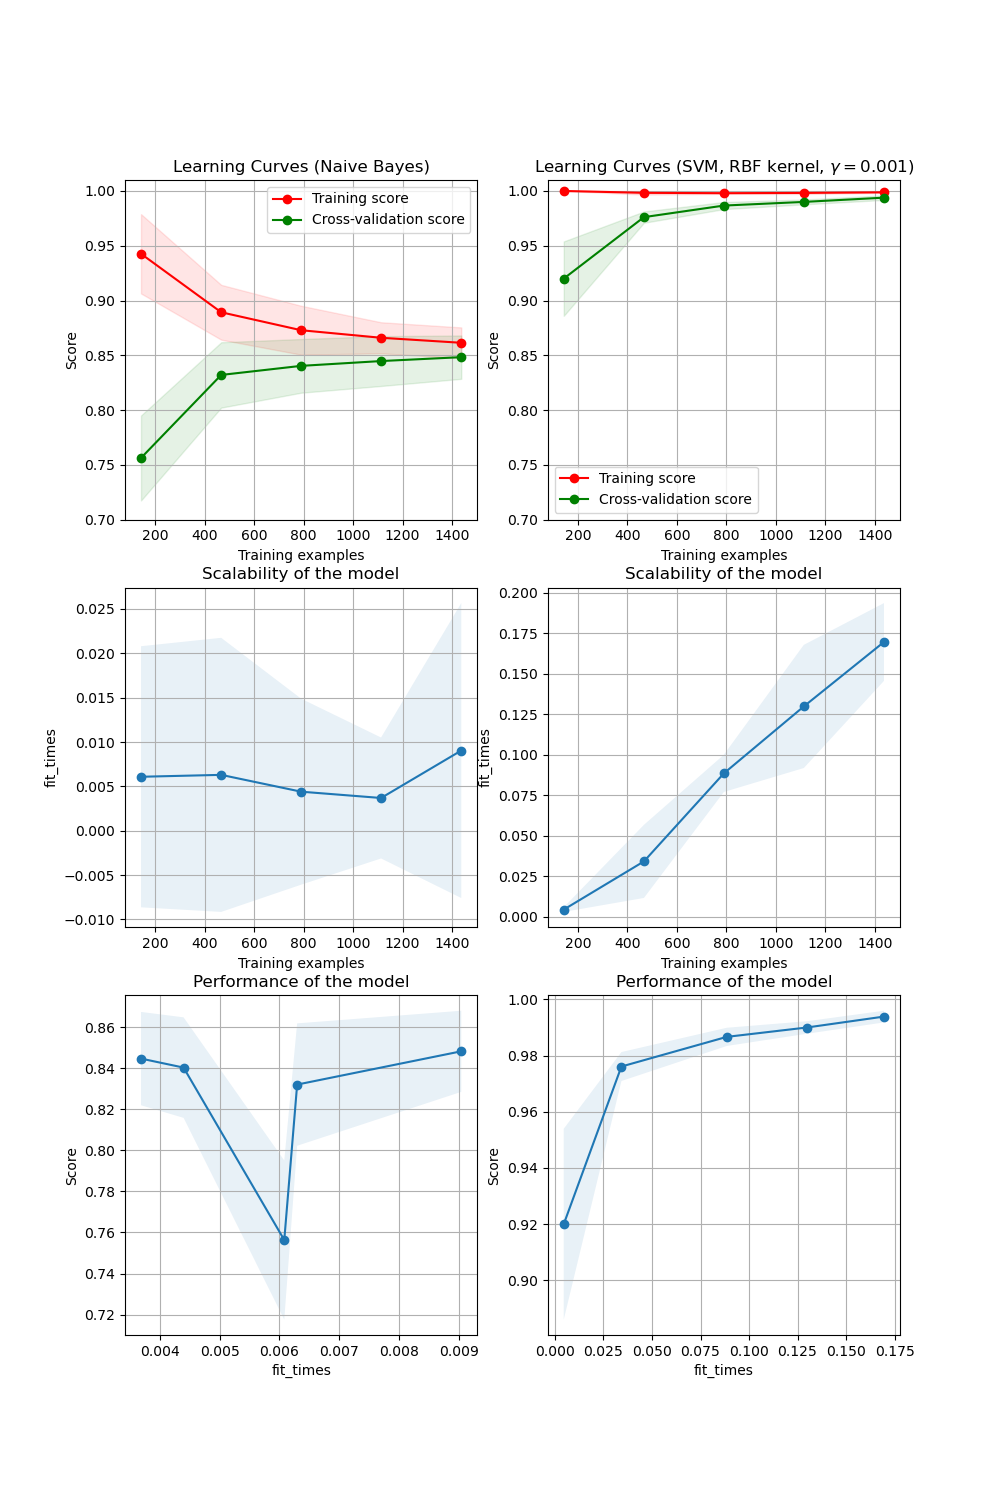 Learning Curves (Naive Bayes)
1.00
0.95
0.90
0.85
0.80
0.75
0.70
Score
Training score
Cross-validation score
200 400 600 800 1000 1200 1400
Training examples
Learning Curves (SVM, RBF kernel, γ = 0.001)
1.00
0.95
0.90
0.85
0.80
0.75
0.70
Score
Training score
Cross-validation score
200 400 600 800 1000 1200 1400
Training examples
Scalability of the model
0.025
0.020
0.015
0.010
0.005
0.000
−0.005
−0.010
fit_times
200 400 600 800 1000 1200 1400
Training examples
Scalability of the model
0.200
0.175
0.150
0.125
0.100
0.075
0.050
0.025
0.000
fit_times
200 400 600 800 1000 1200 1400
Training examples
Performance of the model
0.86
0.84
0.82
0.80
0.78
0.76
0.74
0.72
Score
0.004 0.005 0.006 0.007 0.008 0.009
fit_times
Performance of the model
1.00
0.98
0.96
0.94
0.92
0.90
Score
0.000 0.025 0.050 0.075 0.100 0.125 0.150 0.175
fit_times